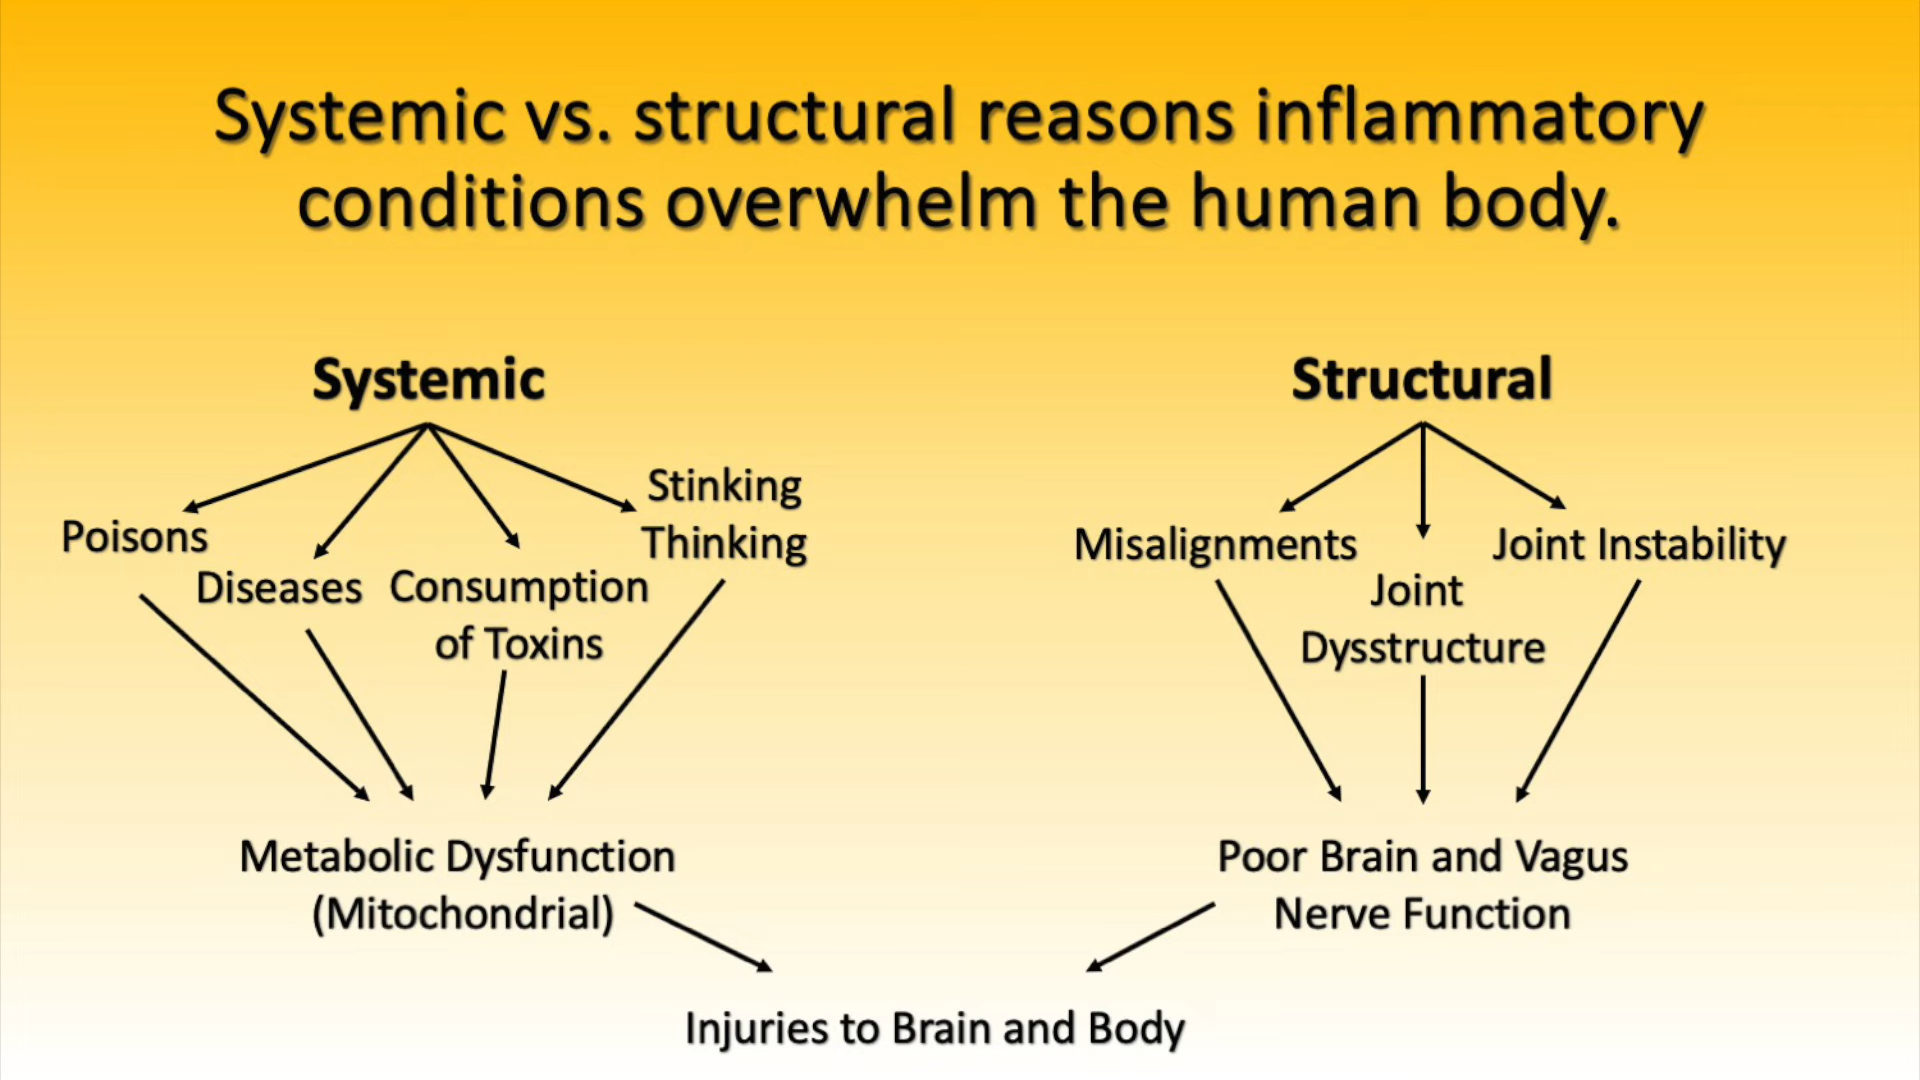 Systemic vs. structural reasons inflammatory
conditions overwhelm the human body.
Systemic
Poisons
Diseases
Consumption
of Toxins
Stinking
Thinking
Metabolic Dysfunction
(Mitochondrial)
Structural
Misalignments
Joint
Dysstructure
Joint Instability
Poor Brain and Vagus
Nerve Function
Injuries to Brain and Body